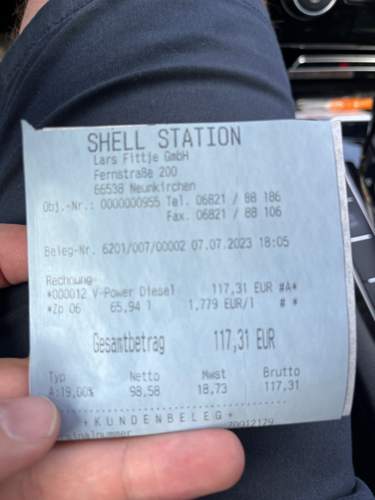 SHELL STATION
Lars Fittje GmbH
Fernstraße 200
66538 Neunkirchen
Obj.-Nr.: 0000000955 Tel. 06821 / 88 186
Fax. 06821 / 88 106
Beleg-Nr. 6201/007/00002 07.07.2023 18:05
Rechnung
*000012 V-Power Diesel 117,31 EUR #A*
*Zp 06 65,94 l 1,779 EUR/l # *
Gesamtbetrag 117,31 EUR
Typ Netto Mwst Brutto
A:19,00% 98,58 18,73 117,31
+KUNDENBELEG+